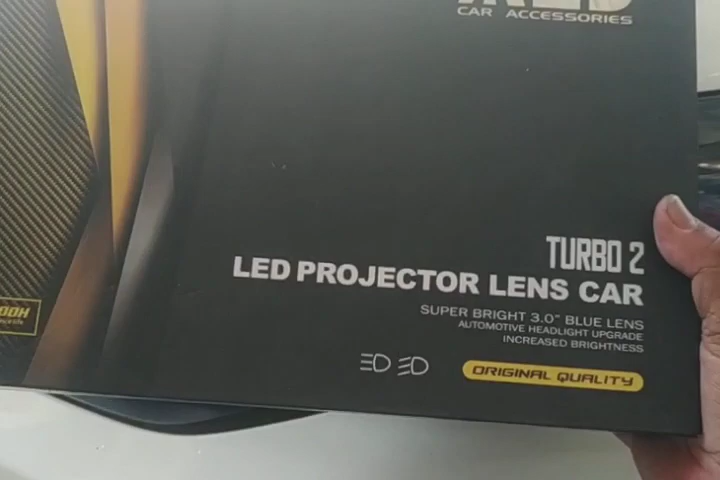 CAR ACCESSORIES
TURBO 2
LED PROJECTOR LENS CAR
SUPER BRIGHT 3.0" BLUE LENS
AUTOMOTIVE HEADLIGHT UPGRADE
INCREASED BRIGHTNESS
ORIGINAL QUALITY